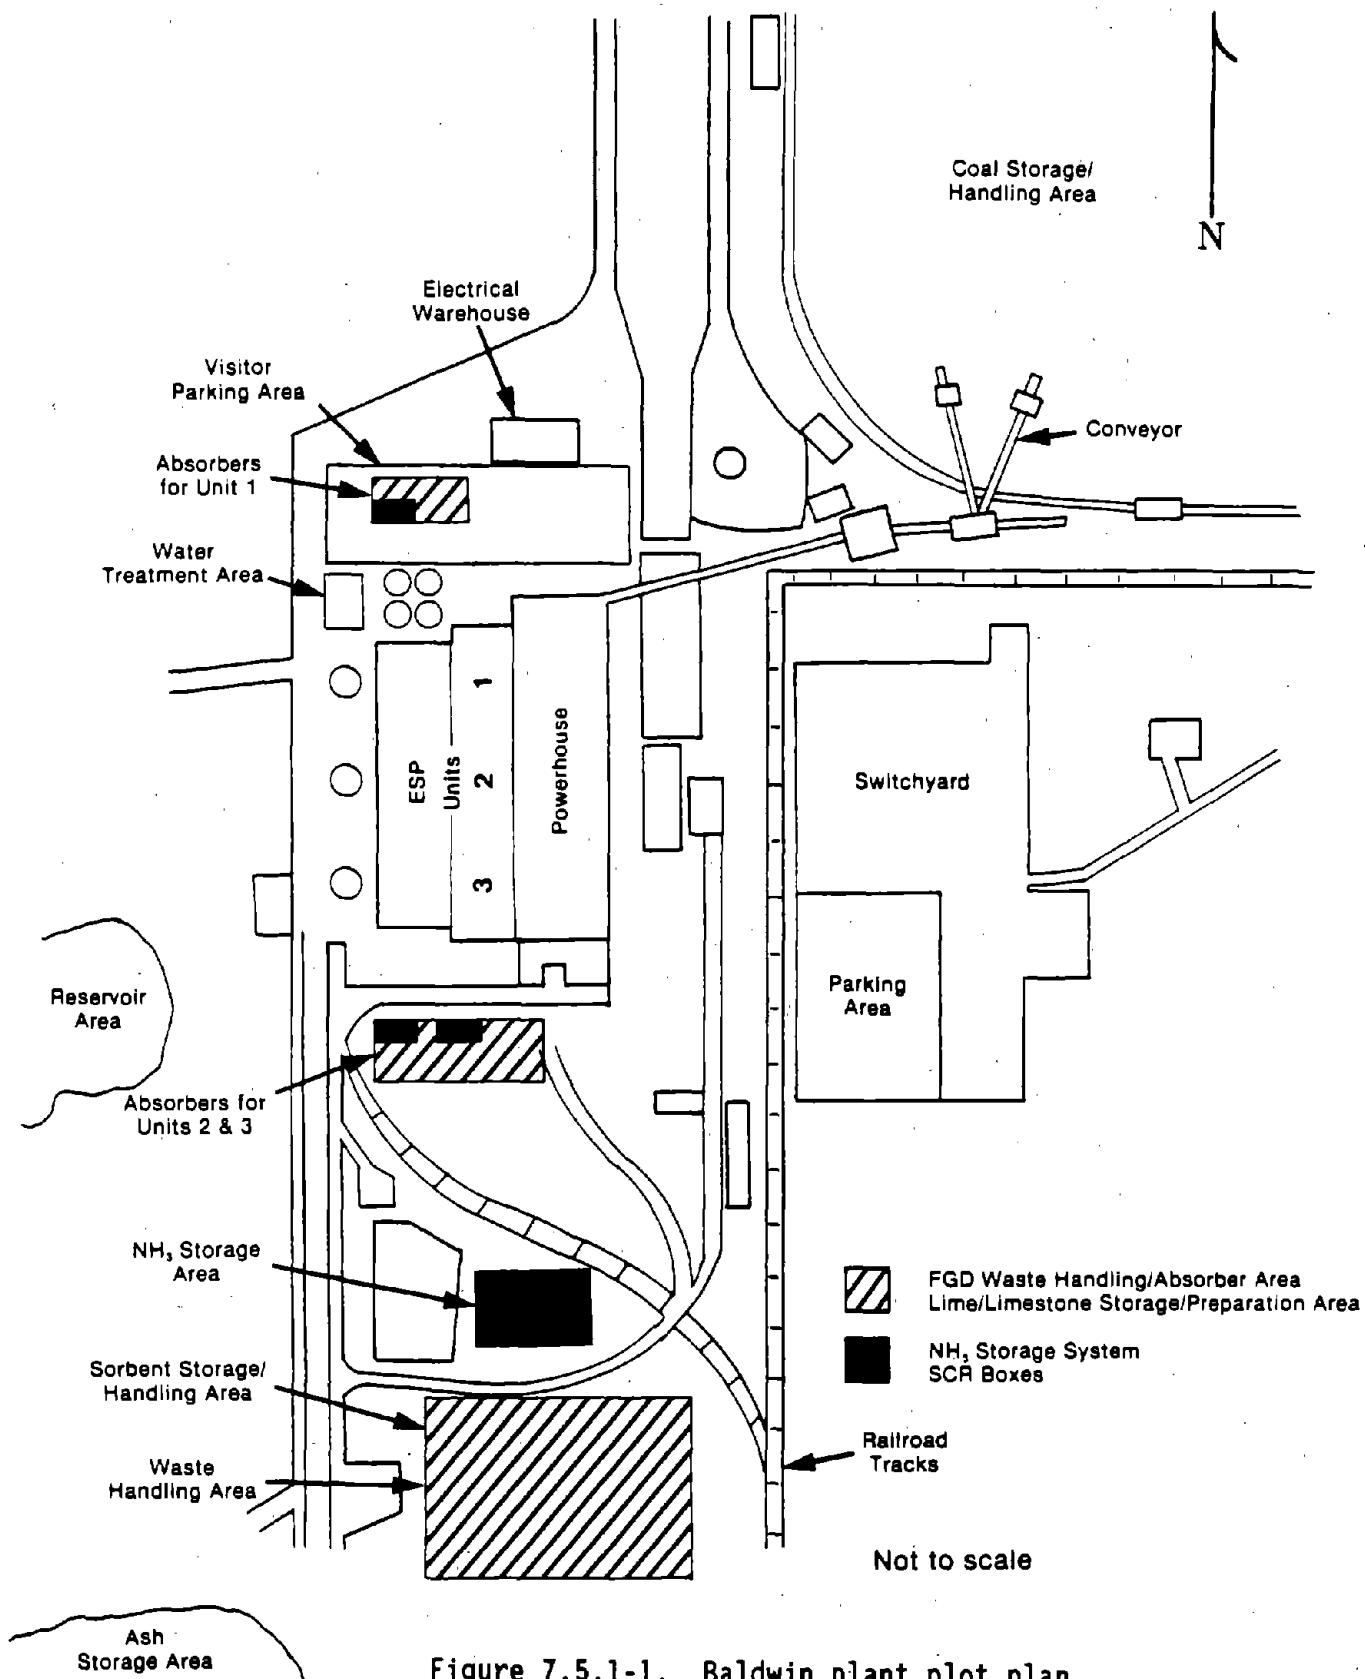 Coal Storage/
Handling Area
N
Electrical
Warehouse
Visitor
Parking Area
Conveyor
Absorbers
for Unit 1
Water
Treatment Area
1
2
3
ESP
Units
Powerhouse
Switchyard
Parking
Area
Reservoir
Area
Absorbers for
Units 2 & 3
NH₃ Storage
Area
FGD Waste Handling/Absorber Area
Lime/Limestone Storage/Preparation Area
NH₃ Storage System
SCR Boxes
Sorbent Storage/
Handling Area
Railroad
Tracks
Waste
Handling Area
Not to scale
Ash
Storage Area
Figure 7.5.1-1. Baldwin plant plot plan